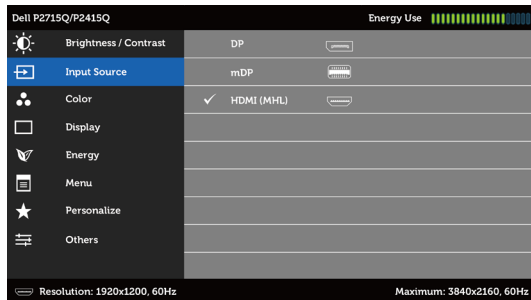 Dell P2715Q/P2415Q Energy Use
Brightness / Contrast DP
Input Source mDP
Color ✓ HDMI (MHL)
Display
Energy
Menu
Personalize
Others
Resolution: 1920x1200, 60Hz Maximum: 3840x2160, 60Hz